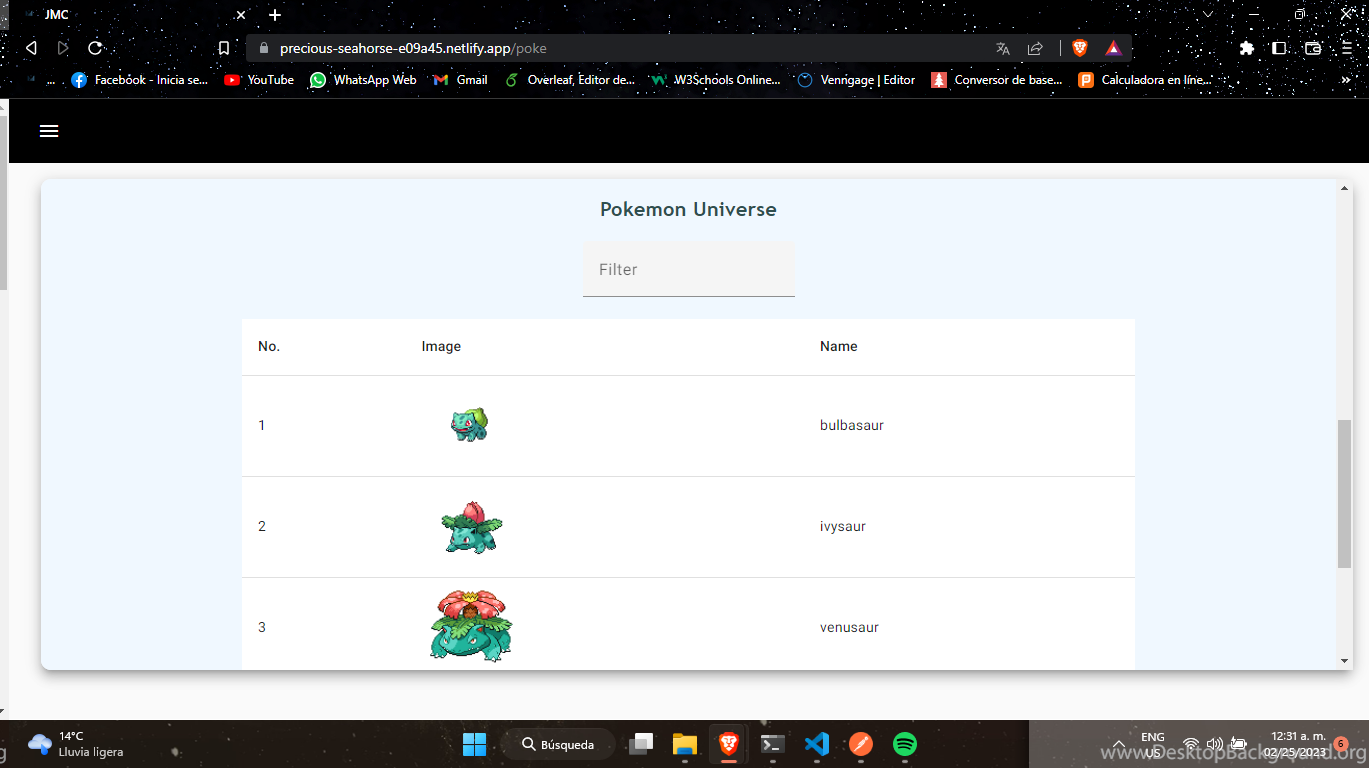 JMC
precious-seahorse-e09a45.netlify.app/poke
...
Facebook - Inicia se...
YouTube
WhatsApp Web
Gmail
Overleaf, Editor de...
W3Schools Online...
Venngage | Editor
Conversor de base...
Calculadora en líne...
Pokemon Universe
Filter
No. Image Name
1 bulbasaur
2 ivysaur
3 venusaur
14°C
Lluvia ligera
Búsqueda
ENG
US
12:31 a. m.
02/25/2023
6
www.DesktopBackground.org
g